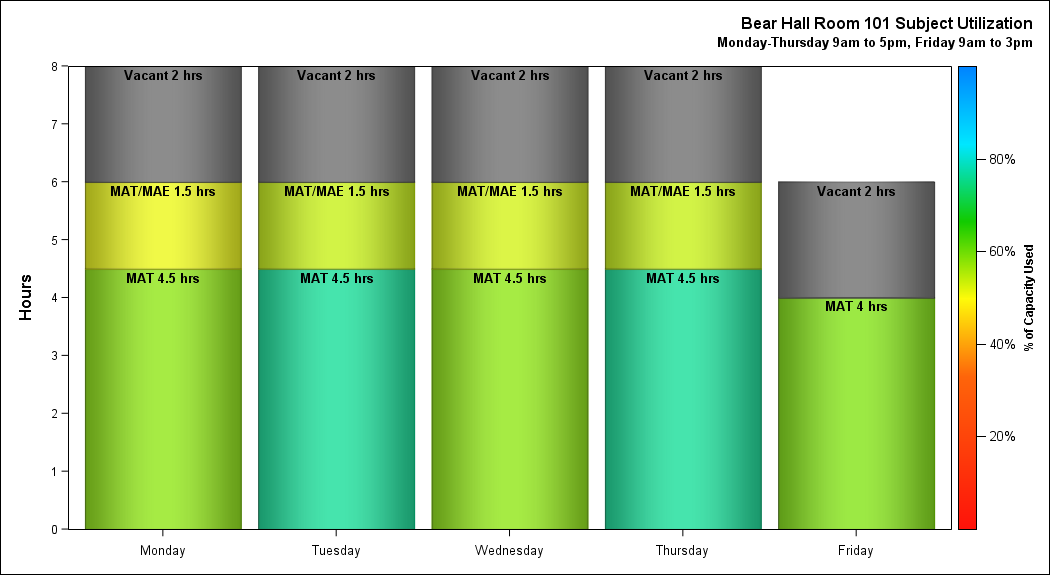 Bear Hall Room 101 Subject Utilization
Monday-Thursday 9am to 5pm, Friday 9am to 3pm
Hours
8
7
6
5
4
3
2
1
0
Vacant 2 hrs
MAT/MAE 1.5 hrs
MAT 4.5 hrs
Vacant 2 hrs
MAT/MAE 1.5 hrs
MAT 4.5 hrs
Vacant 2 hrs
MAT/MAE 1.5 hrs
MAT 4.5 hrs
Vacant 2 hrs
MAT/MAE 1.5 hrs
MAT 4.5 hrs
Vacant 2 hrs
MAT 4 hrs
Monday
Tuesday
Wednesday
Thursday
Friday
80%
60%
40%
20%
% of Capacity Used